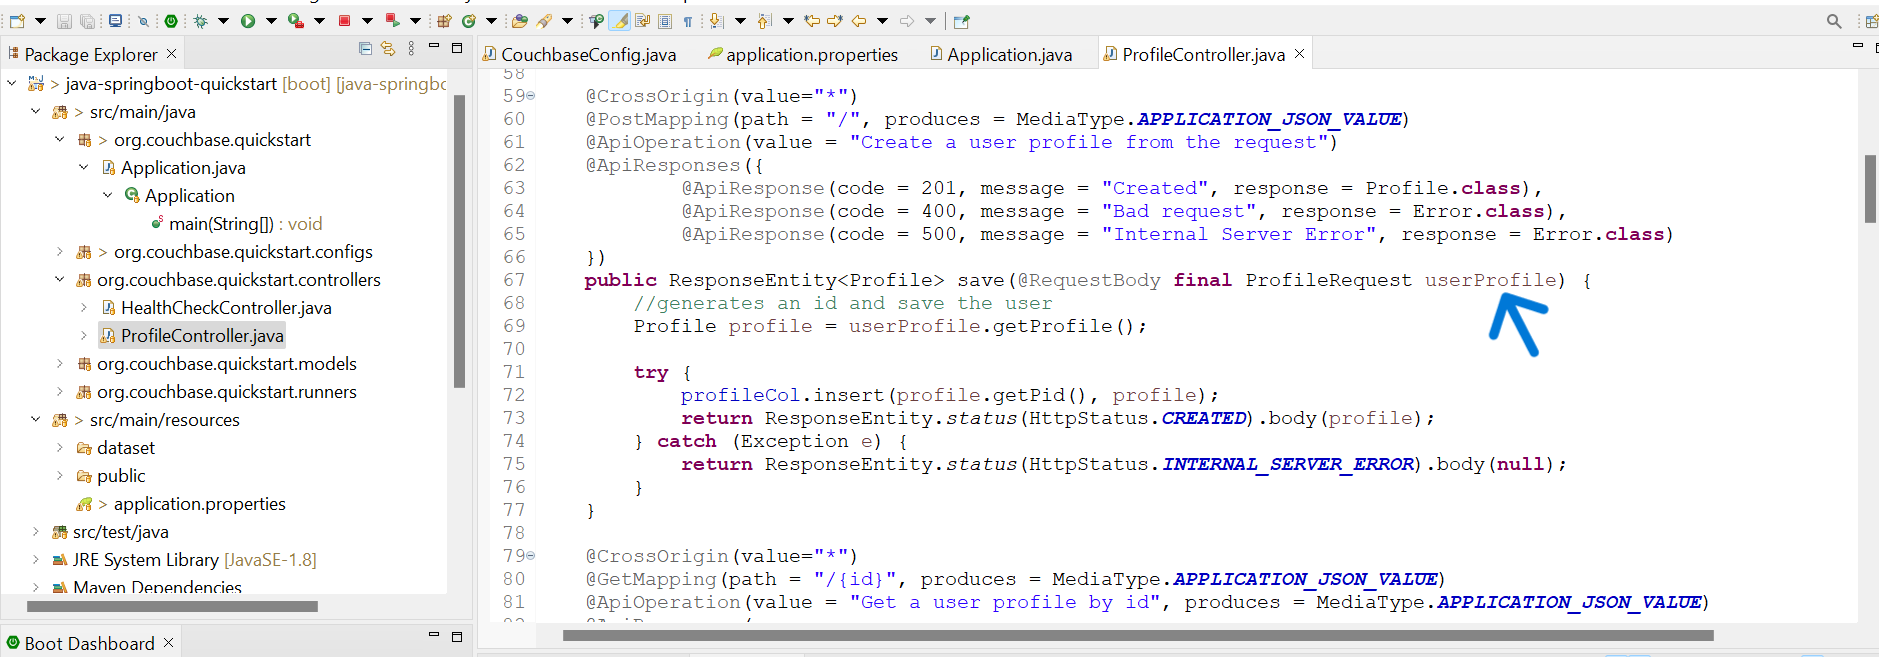 Package Explorer
java-springboot-quickstart [boot] [java-springbo
src/main/java
org.couchbase.quickstart
Application.java
Application
main(String[]) : void
org.couchbase.quickstart.configs
org.couchbase.quickstart.controllers
HealthCheckController.java
ProfileController.java
org.couchbase.quickstart.models
org.couchbase.quickstart.runners
src/main/resources
dataset
public
application.properties
src/test/java
JRE System Library [JavaSE-1.8]
Maven Dependencies
Boot Dashboard
CouchbaseConfig.java
application.properties
Application.java
ProfileController.java
58
59 @CrossOrigin(value="*")
60 @PostMapping(path = "/", produces = MediaType.APPLICATION_JSON_VALUE)
61 @ApiOperation(value = "Create a user profile from the request")
62 @ApiResponses({
63 @ApiResponse(code = 201, message = "Created", response = Profile.class),
64 @ApiResponse(code = 400, message = "Bad request", response = Error.class),
65 @ApiResponse(code = 500, message = "Internal Server Error", response = Error.class)
66 })
67 public ResponseEntity<Profile> save(@RequestBody final ProfileRequest userProfile) {
68 //generates an id and save the user
69 Profile profile = userProfile.getProfile();
70
71 try {
72 profileCol.insert(profile.getPid(), profile);
73 return ResponseEntity.status(HttpStatus.CREATED).body(profile);
74 } catch (Exception e) {
75 return ResponseEntity.status(HttpStatus.INTERNAL_SERVER_ERROR).body(null);
76 }
77 }
78
79 @CrossOrigin(value="*")
80 @GetMapping(path = "/{id}", produces = MediaType.APPLICATION_JSON_VALUE)
81 @ApiOperation(value = "Get a user profile by id", produces = MediaType.APPLICATION_JSON_VALUE)